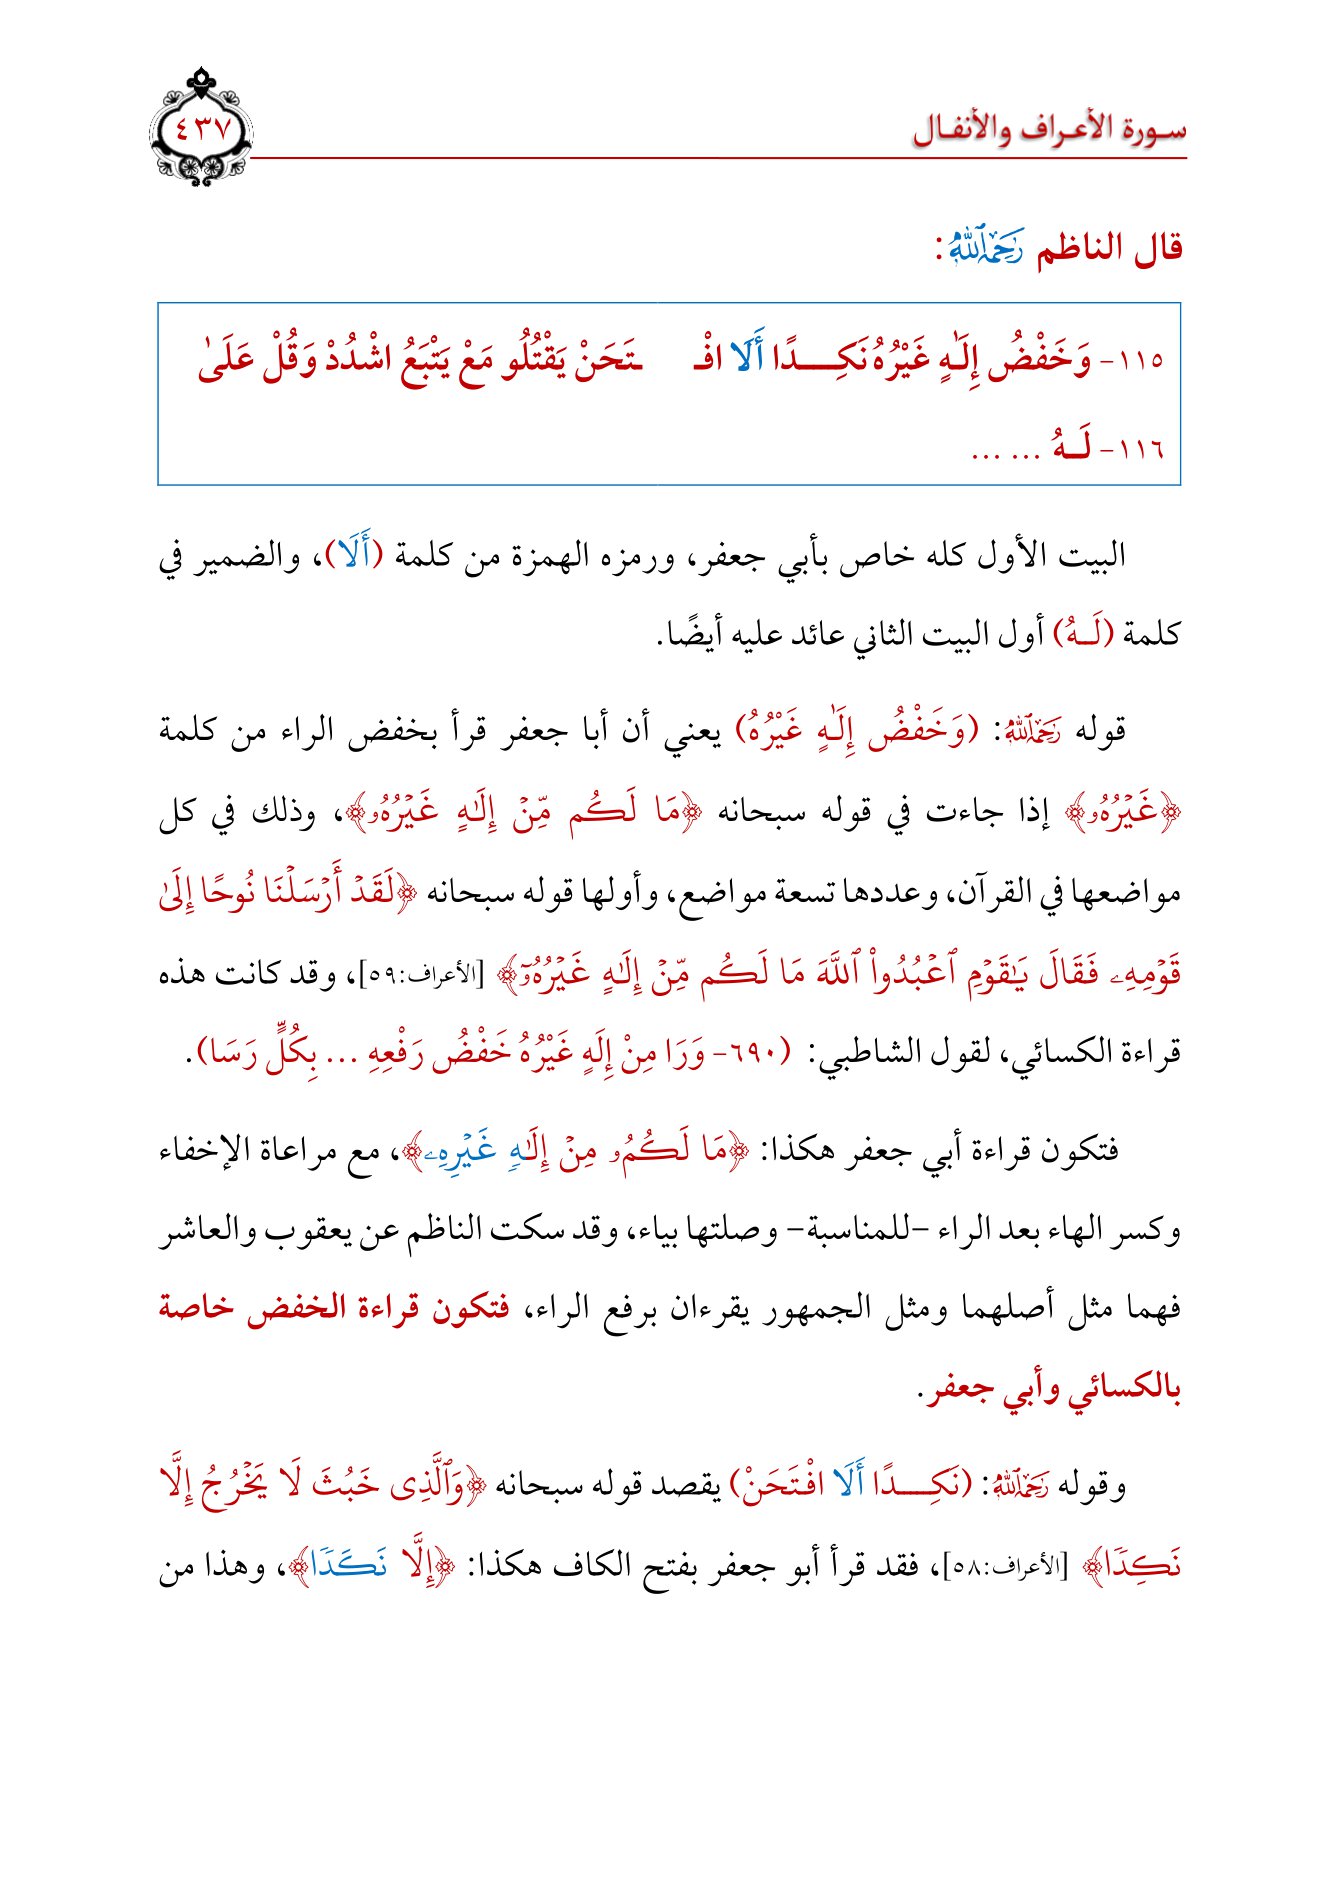 سورة الأعراف والأنفال
٤٣٧
قال الناظم رَحِمَهُ ٱللَّهُ:
١١٥- وَخَفْضُ إِلَـٰهٍ غَيْرُهُ نَكِـــدًا أَلَا افْـ ـتَحَنْ يَقْتُلُو مَعْ يَتْبَعُ اشْدُدْ وَقُلْ عَلَىٰ
١١٦- لَـهُ ... ...
البيت الأول كله خاص بأبي جعفر، ورمزه الهمزة من كلمة (أَلَا)، والضمير في
كلمة (لَـهُ) أول البيت الثاني عائد عليه أيضًا.
قوله رَحِمَهُ ٱللَّهُ: (وَخَفْضُ إِلَـٰهٍ غَيْرُهُ) يعني أن أبا جعفر قرأ بخفض الراء من كلمة
﴿غَيۡرُهُۥ﴾ إذا جاءت في قوله سبحانه ﴿مَا لَكُم مِّنۡ إِلَٰهٍ غَيۡرُهُۥ﴾، وذلك في كل
مواضعها في القرآن، وعددها تسعة مواضع، وأولها قوله سبحانه ﴿لَقَدۡ أَرۡسَلۡنَا نُوحًا إِلَىٰ
قَوۡمِهِۦ فَقَالَ يَٰقَوۡمِ ٱعۡبُدُواْ ٱللَّهَ مَا لَكُم مِّنۡ إِلَٰهٍ غَيۡرُهُۥٓ﴾ [الأعراف:٥٩]، وقد كانت هذه
قراءة الكسائي، لقول الشاطبي: (٦٩٠- وَرَا مِنْ إِلَهٍ غَيْرُهُ خَفْضُ رَفْعِهِ ... بِكُلٍّ رَسَا).
فتكون قراءة أبي جعفر هكذا: ﴿مَا لَكُمُۥ مِنۡ إِلَٰهٍ غَيۡرِهِۦ﴾، مع مراعاة الإخفاء
وكسر الهاء بعد الراء –للمناسبة– وصلتها بياء، وقد سكت الناظم عن يعقوب والعاشر
فهما مثل أصلهما ومثل الجمهور يقرءان برفع الراء، فتكون قراءة الخفض خاصة
بالكسائي وأبي جعفر.
وقوله رَحِمَهُ ٱللَّهُ: (نَكِـــدًا أَلَا افْتَحَنْ) يقصد قوله سبحانه ﴿وَٱلَّذِى خَبُثَ لَا يَخۡرُجُ إِلَّا
نَكِدٗا﴾ [الأعراف:٥٨]، فقد قرأ أبو جعفر بفتح الكاف هكذا: ﴿إِلَّا نَكَدٗا﴾، وهذا من